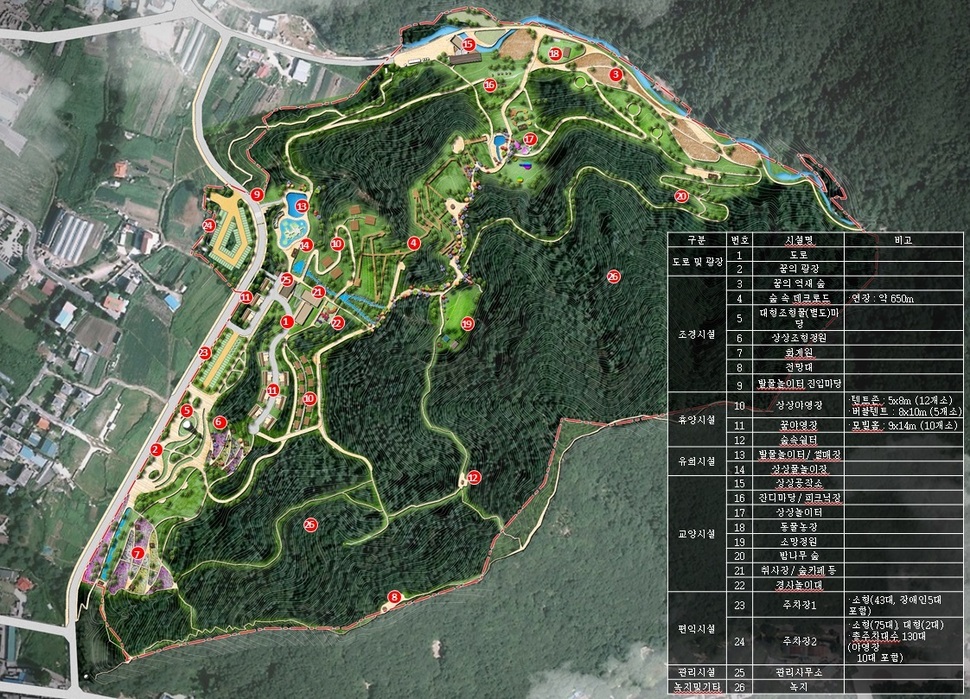 15
18
3
16
17
9
20
13
24
14
10
4
26
25
21
11
1
22
19
23
11
10
5
6
2
12
26
7
8
구분 번호 시설명 비고
도로 및 광장
1 도로
2 꿈의 광장
조경시설
3 꿈의 억새 숲
4 숲 속 데크로드 ·연장 : 약 650m
5 대형조형물(별도)마
당
6 상상조형정원
7 화계원
8 전망대
9 발물놀이터 진입마당
휴양시설
10 상상야영장 ·텐트존 : 5x8m (12개소)
·버블텐트 : 8x10m (5개소)
11 꿈야영장 ·모빌홈 : 9x14m (10개소)
12 숲속쉼터
유희시설
13 발물놀이터/ 썰매장
14 상상물놀이장
교양시설
15 상상공작소
16 잔디마당 / 피크닉장
17 상상놀이터
18 동물농장
19 소망정원
20 밤나무 숲
21 취사장 / 숲카페 등
22 경사놀이대
편익시설
23 주차장1 ·소형(43대, 장애인5대
포함)
24 주차장2 ·소형(75대), 대형(2대)
·총주차대수 130대
(야영장
10대 포함)
관리시설 25 관리사무소
녹지및기타 26 녹지